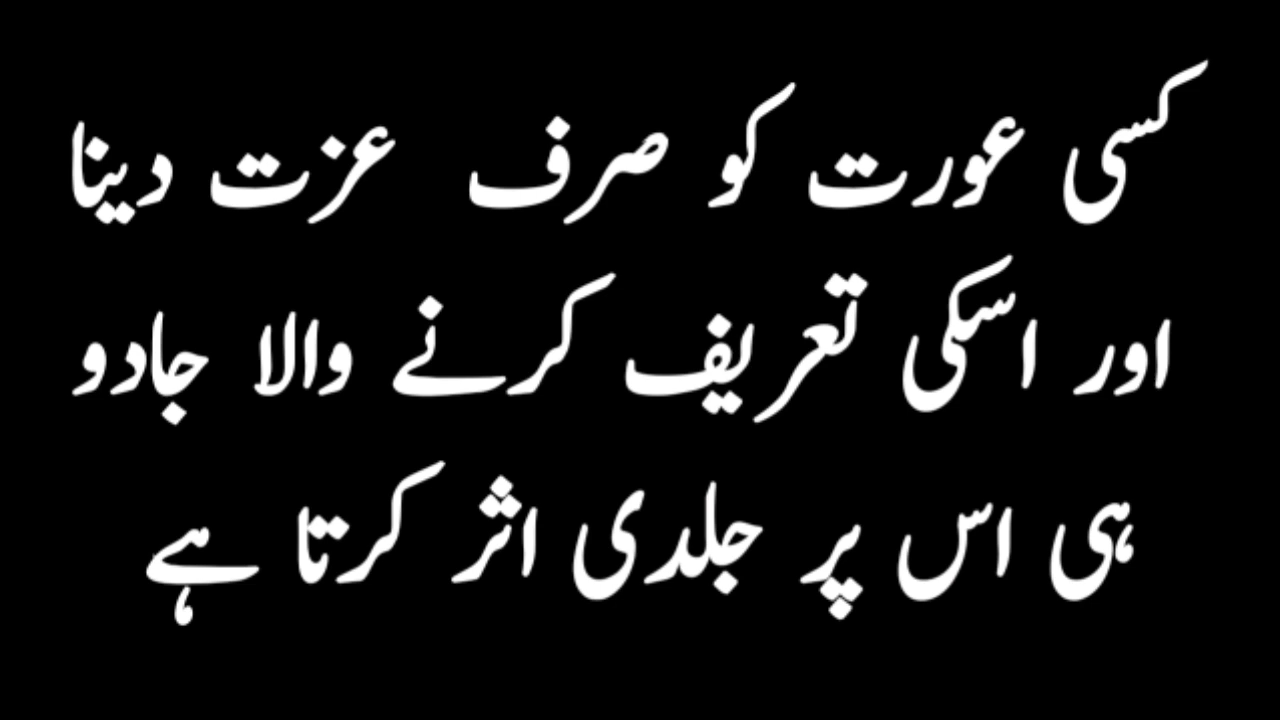 کسی عورت کو صرف عزت دینا
اور اسکی تعریف کرنے والا جادو
ہی اس پر جلدی اثر کرتا ہے